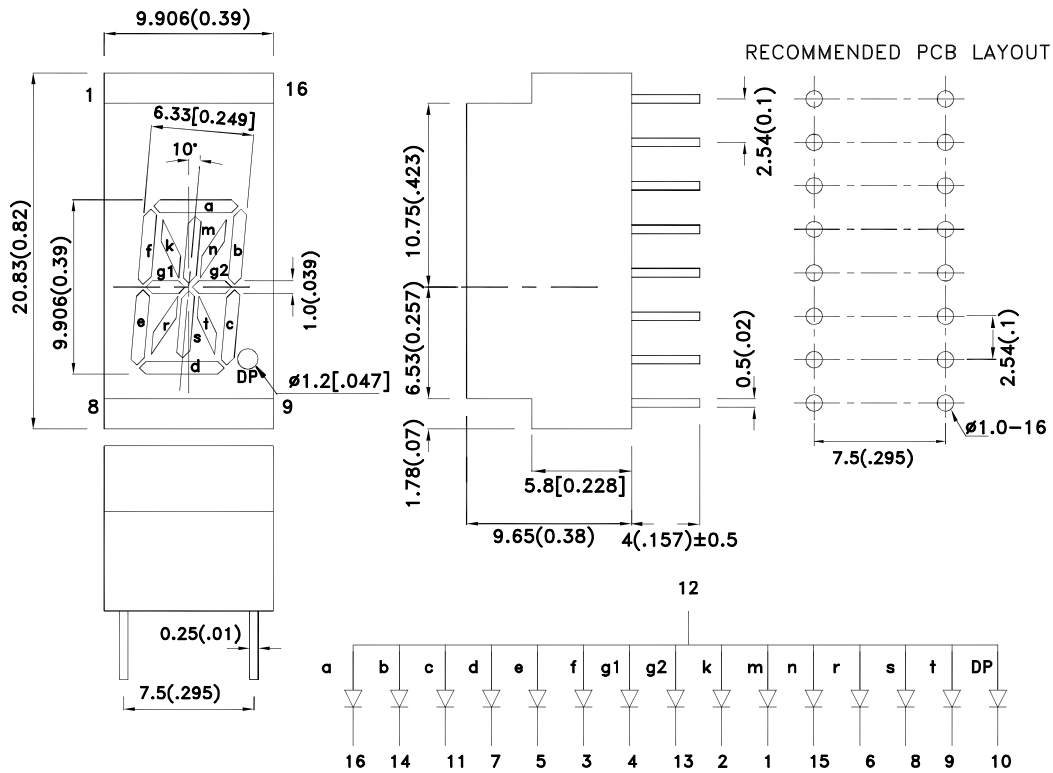 9.906(0.39)
RECOMMENDED PCB LAYOUT
1
16
6.33[0.249]
10°
2.54(0.1)
20.83(0.82)
9.906(0.39)
a
m
f
k
n
b
g1
g2
e
r
t
c
s
d
DP
1.0(.039)
ø1.2[.047]
8
9
10.75(.423)
6.53(0.257)
1.78(.07)
0.5(.02)
2.54(.1)
ø1.0-16
7.5(.295)
5.8[0.228]
9.65(0.38)
4(.157)±0.5
0.25(.01)
7.5(.295)
12
a b c d e f g1 g2 k m n r s t DP
16 14 11 7 5 3 4 13 2 1 15 6 8 9 10